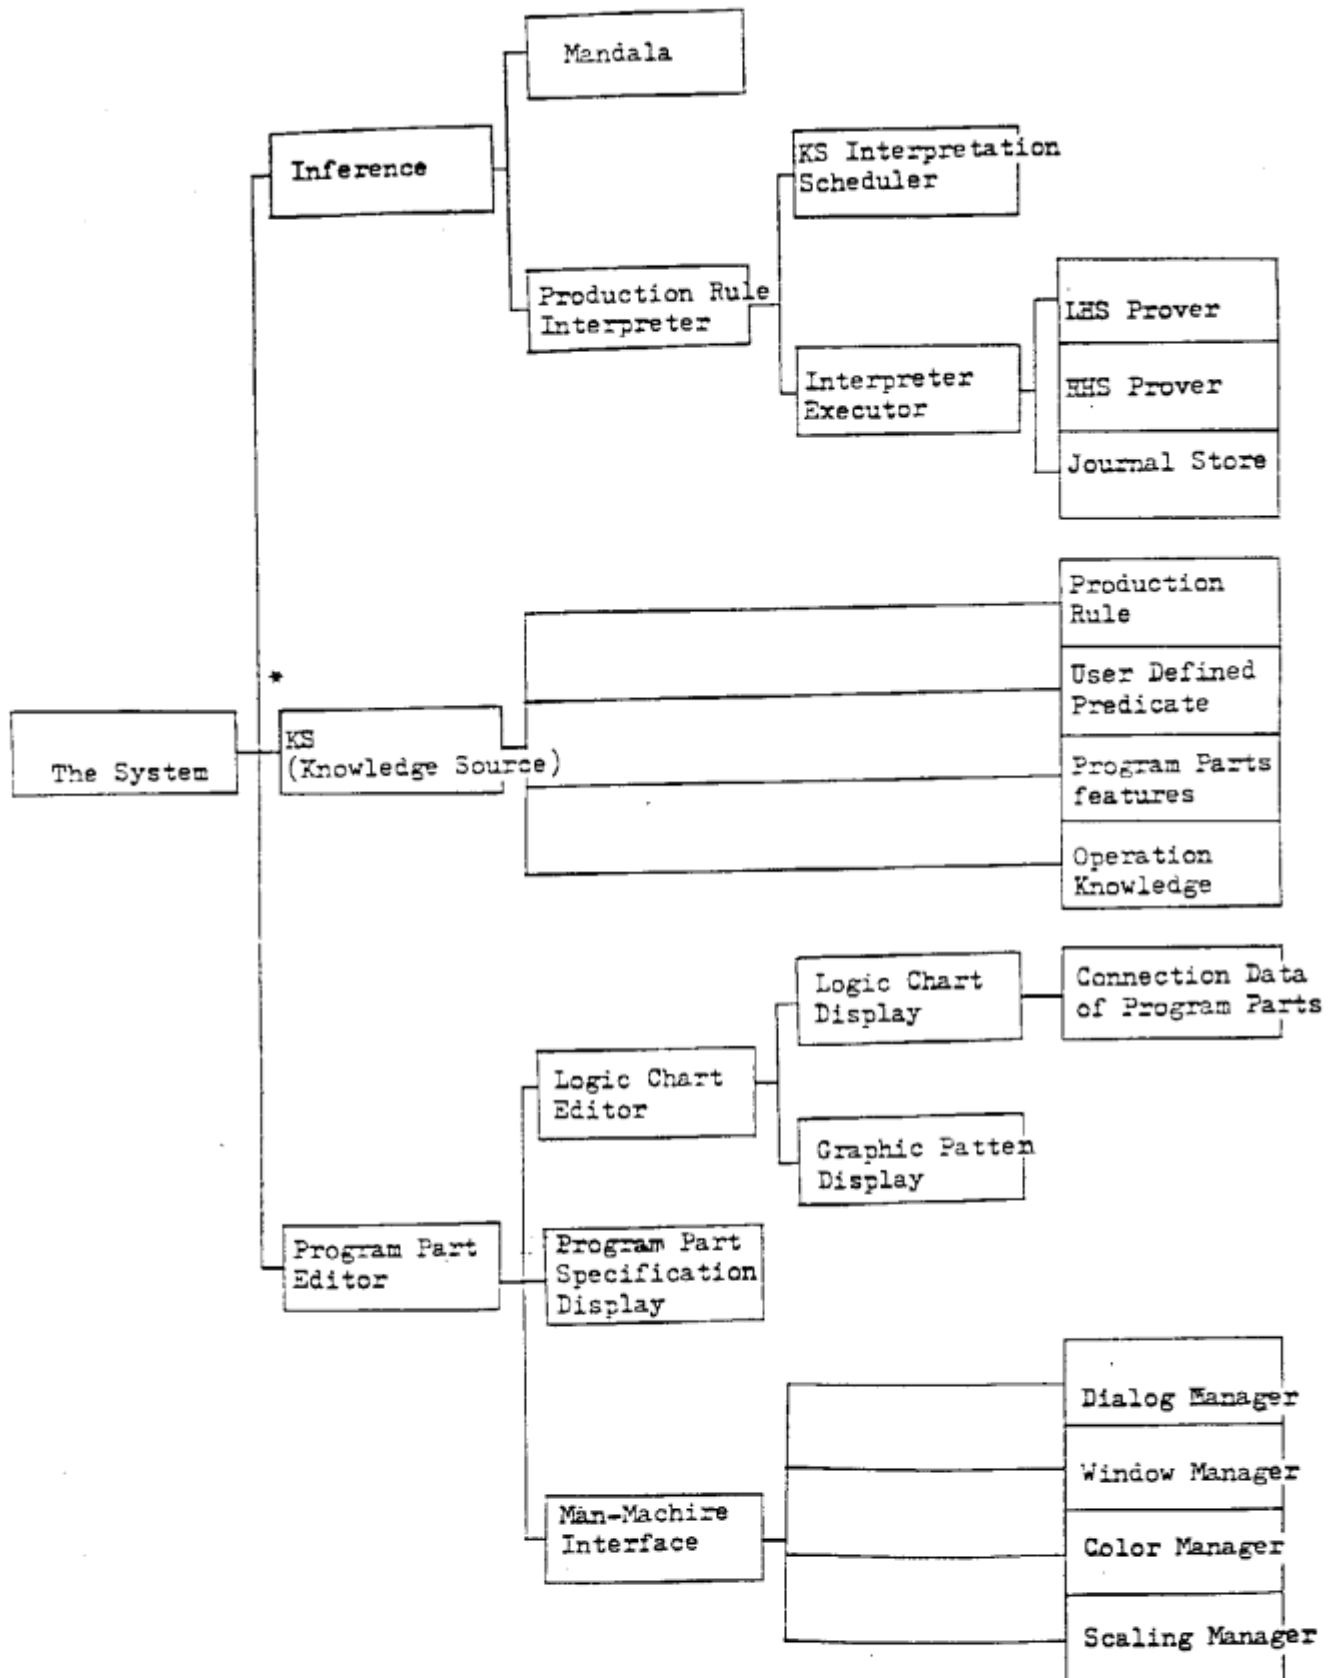 Mandala
Inference
KS Interpretation
Scheduler
Production Rule
Interpreter
LHS Prover
Interpreter
Executor
RHS Prover
Journal Store
Production
Rule
User Defined
Predicate
*
KS
(Knowledge Source)
The System
Program Parts
features
Operation
Knowledge
Logic Chart
Display
Connection Data
of Program Parts
Logic Chart
Editor
Graphic Patten
Display
Program Part
Editor
Program Part
Specification
Display
Dialog Manager
Window Manager
Man-Machire
Interface
Color Manager
Scaling Manager